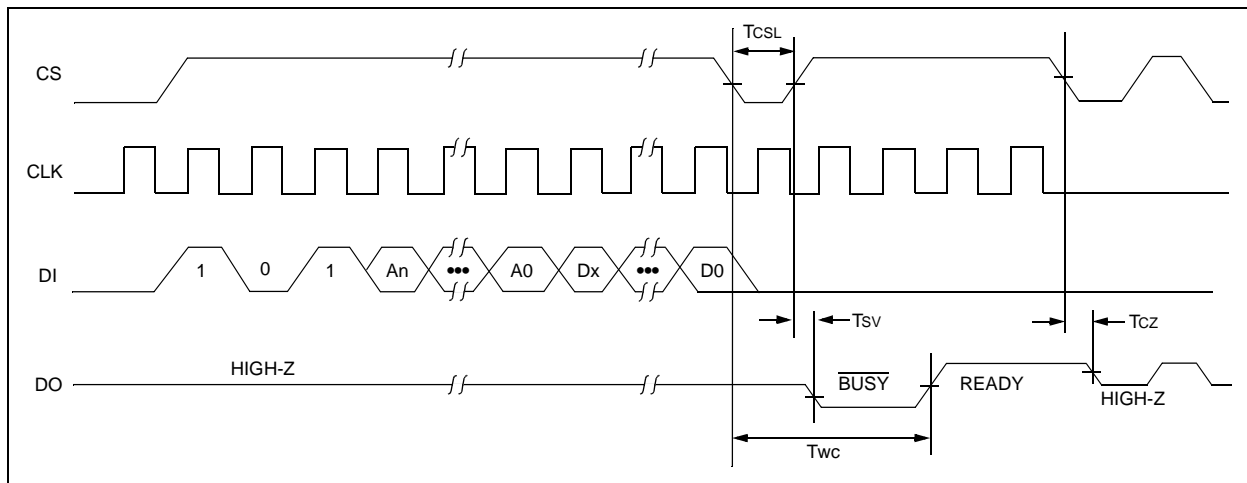 TCSL
CS
CLK
DI
1
0
1
An
•••
A0
Dx
•••
D0
TSV
TCZ
DO
HIGH-Z
BUSY
READY
HIGH-Z
TWC